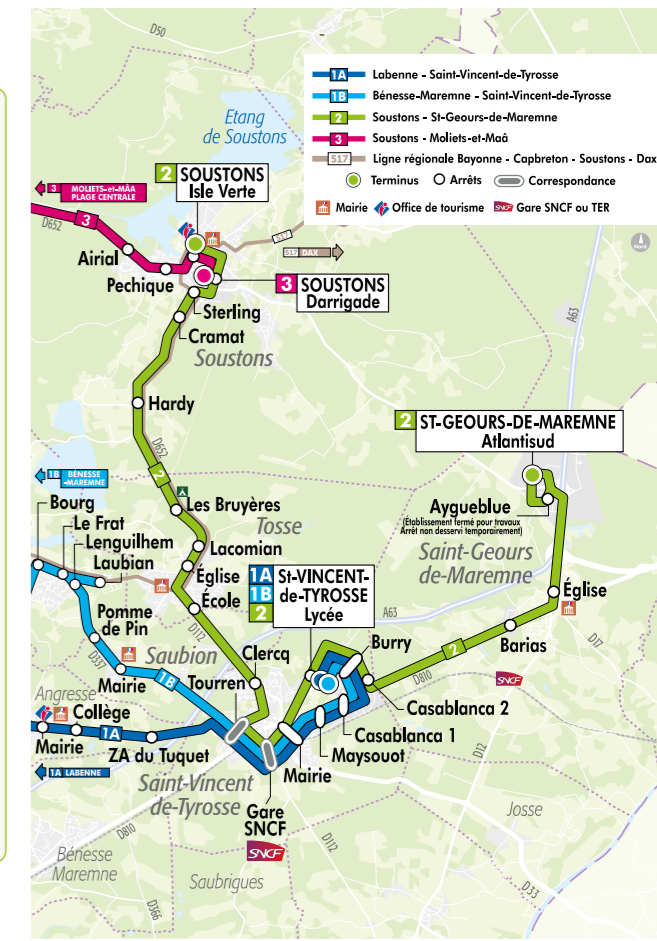 D50
1A Labenne - Saint-Vincent-de-Tyrosse
1B Bénesse-Maremne - Saint-Vincent-de-Tyrosse
2 Soustons - St-Geours-de-Maremne
3 Soustons - Moliets-et-Maâ
517 Ligne régionale Bayonne - Capbreton - Soustons - Dax
Terminus Arrêts Correspondance
Mairie Office de tourisme SNCF Gare SNCF ou TER
Nord
Etang
de Soustons
2 SOUSTONS
Isle Verte
3 MOLIETS-et-MÂA
PLAGE CENTRALE
3
D652
517
517 DAX
Airial
Pechique
3 SOUSTONS
Darrigade
Sterling
Cramat
Soustons
A63
Hardy
D652
2
2 ST-GEOURS-DE-MAREMNE
Atlantisud
1B BÉNESSE
-MAREMNE
Bourg
Le Frat
Lenguilhem
Laubian
Les Bruyères
Tosse
Lacomian
Église
École
Aygueblue
(Établissement fermé pour travaux
Arrêt non desservi temporairement)
Saint-Geours
de-Maremne
1A St-VINCENT-
1B de-TYROSSE
2 Lycée
Église
A63
D17
Pomme
de Pin
D112
Burry
Barias
2
D810
SNCF
D337
Saubion
Clercq
Mairie
1B
Tourren
Casablanca 2
Angresse
Collège
Mairie
1A
ZA du Tuquet
Casablanca 1
Maysouot
Mairie
D12
1A LABENNE
Saint-Vincent
de-Tyrosse
Gare
SNCF
SNCF
D810
D112
Josse
Bénesse
Maremne
Saubrigues
D33
D366